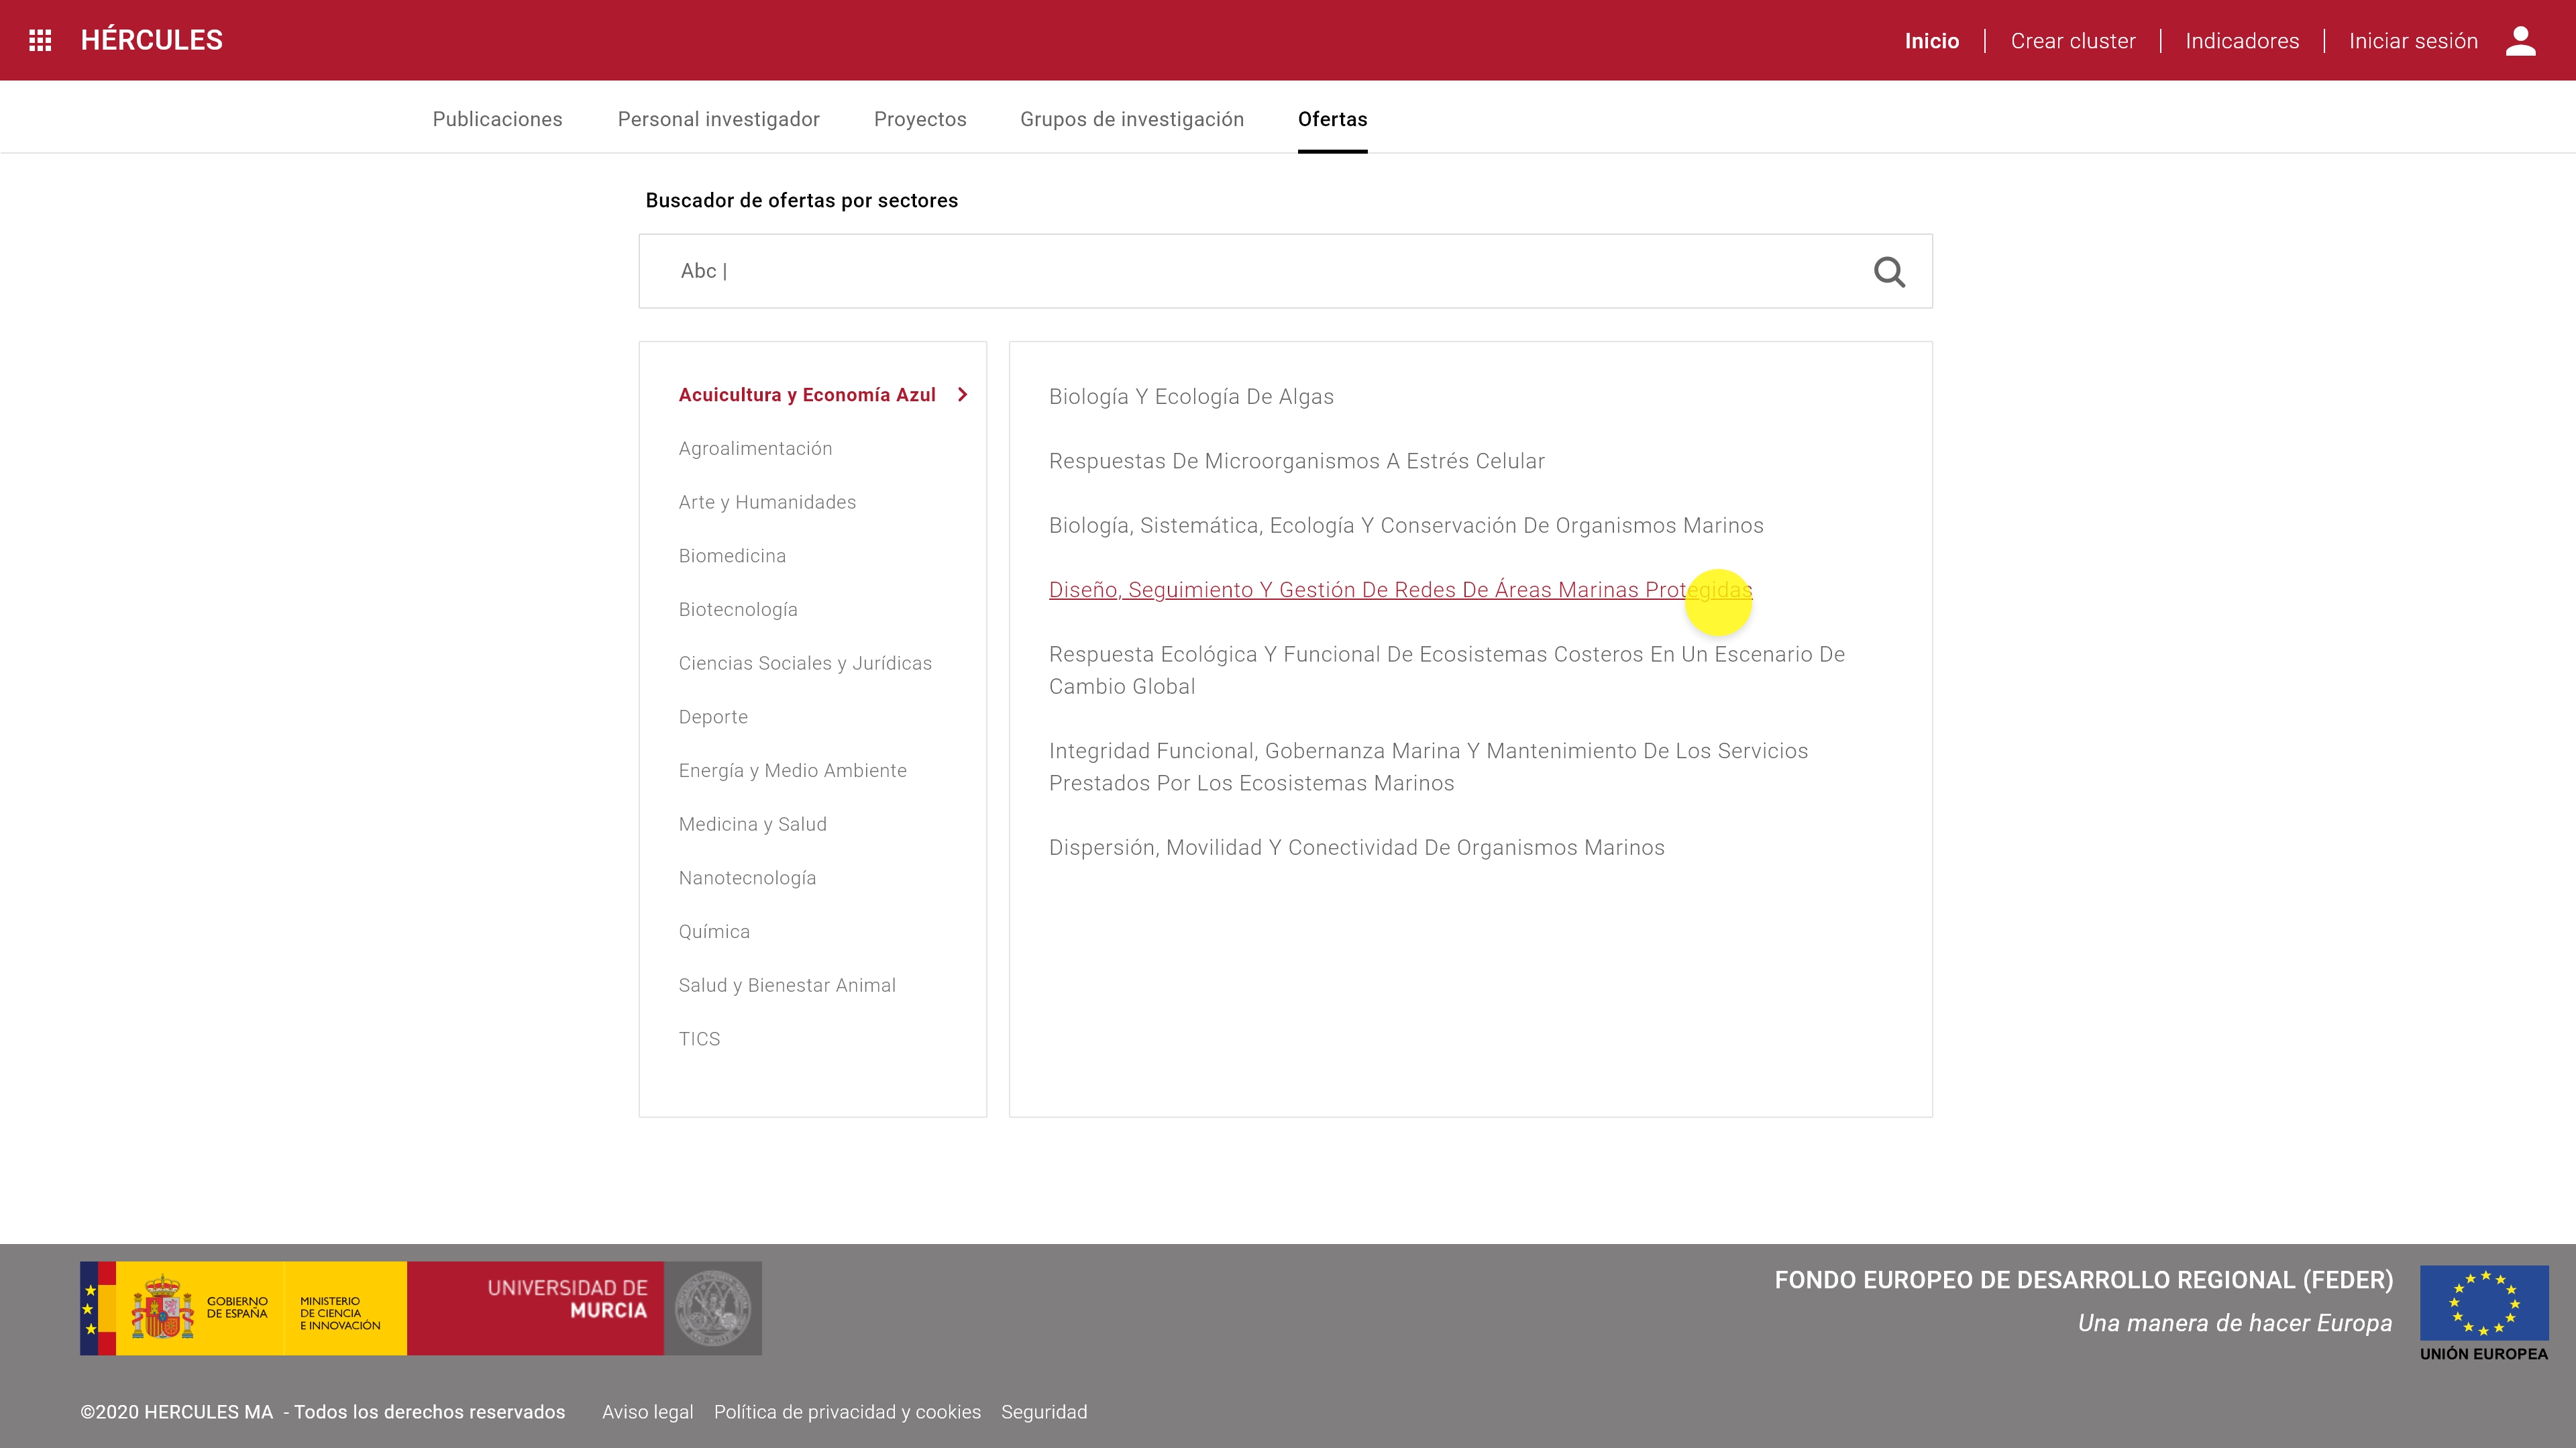 HÉRCULES
Inicio | Crear cluster | Indicadores | Iniciar sesión
Publicaciones Personal investigador Proyectos Grupos de investigación Ofertas
Buscador de ofertas por sectores
Abc |
Acuicultura y Economía Azul
Agroalimentación
Arte y Humanidades
Biomedicina
Biotecnología
Ciencias Sociales y Jurídicas
Deporte
Energía y Medio Ambiente
Medicina y Salud
Nanotecnología
Química
Salud y Bienestar Animal
TICS
Biología Y Ecología De Algas
Respuestas De Microorganismos A Estrés Celular
Biología, Sistemática, Ecología Y Conservación De Organismos Marinos
Diseño, Seguimiento Y Gestión De Redes De Áreas Marinas Protegidas
Respuesta Ecológica Y Funcional De Ecosistemas Costeros En Un Escenario De
Cambio Global
Integridad Funcional, Gobernanza Marina Y Mantenimiento De Los Servicios
Prestados Por Los Ecosistemas Marinos
Dispersión, Movilidad Y Conectividad De Organismos Marinos
GOBIERNO
DE ESPAÑA
MINISTERIO
DE CIENCIA
E INNOVACIÓN
UNIVERSIDAD DE
MURCIA
FONDO EUROPEO DE DESARROLLO REGIONAL (FEDER)
Una manera de hacer Europa
UNIÓN EUROPEA
©2020 HERCULES MA - Todos los derechos reservados Aviso legal Política de privacidad y cookies Seguridad